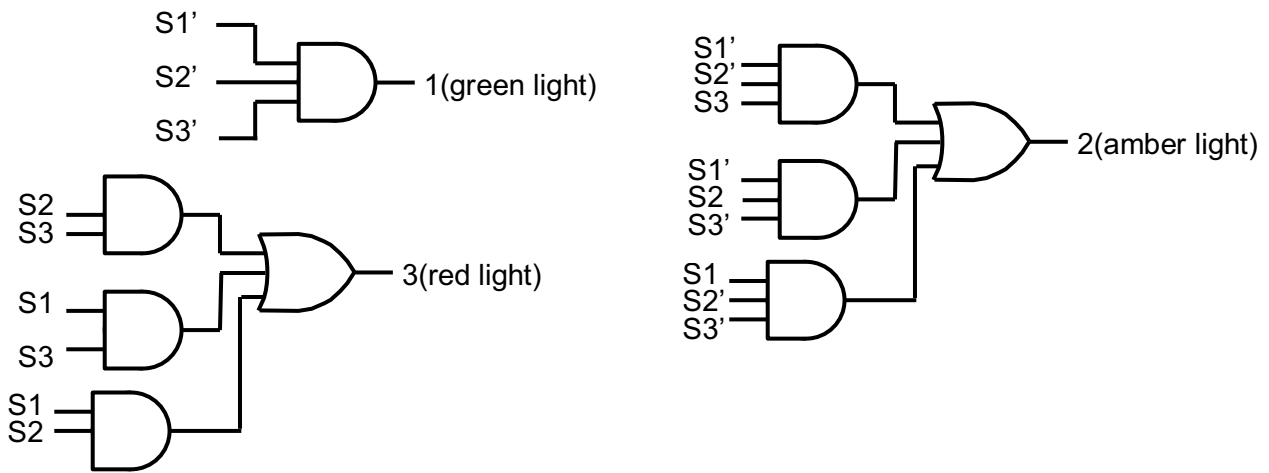 S1’
S2’
S3’
1(green light)
S2
S3
S1
S3
S1
S2
3(red light)
S1’
S2’
S3
S1’
S2
S3’
S1
S2’
S3’
2(amber light)